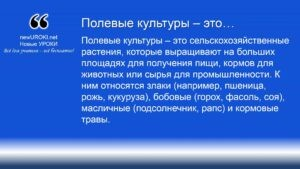 Полевые культуры – это…
newUROKI.net
Новые УРОКИ
Всё для учителя – всё бесплатно!
Полевые культуры – это сельскохозяйственные
растения, которые выращивают на больших
площадях для получения пищи, кормов для
животных или сырья для промышленности. К
ним относятся злаки (например, пшеница,
рожь, кукуруза), бобовые (горох, фасоль, соя),
масличные (подсолнечник, рапс) и кормовые
травы.